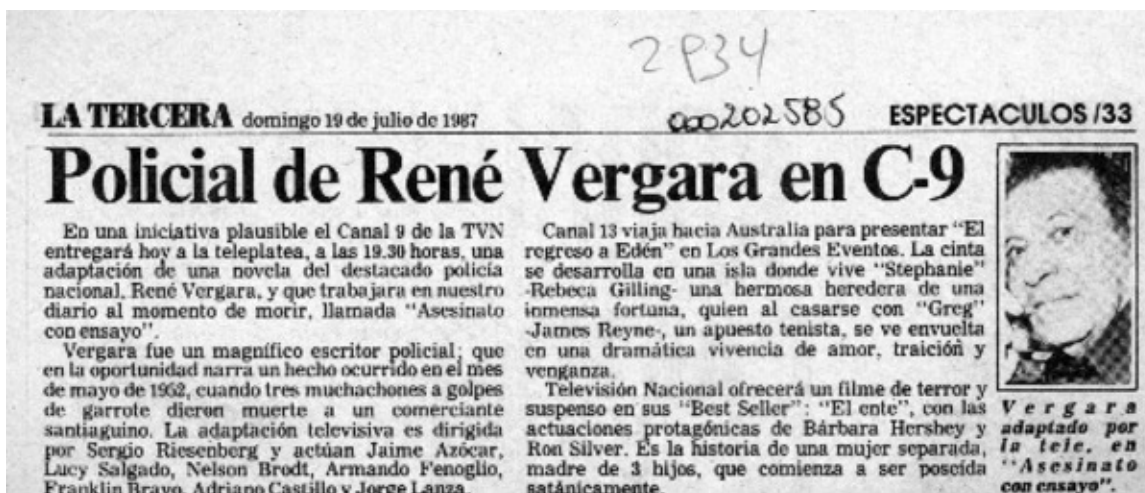 2P34
LA TERCERA domingo 19 de julio de 1987
000202585
ESPECTACULOS /33
Policial de René Vergara en C-9
En una iniciativa plausible el Canal 9 de la TVN
entregará hoy a la teleplatea, a las 19.30 horas, una
adaptación de una novela del destacado policía
nacional, René Vergara, y que trabajara en nuestro
diario al momento de morir, llamada "Asesinato
con ensayo".
Vergara fue un magnífico escritor policial; que
en la oportunidad narra un hecho ocurrido en el mes
de mayo de 1962, cuando tres muchachones a golpes
de garrote dieron muerte a un comerciante
santiaguino. La adaptación televisiva es dirigida
por Sergio Riesenberg y actúan Jaime Azócar,
Lucy Salgado, Nelson Brodt, Armando Fenoglio,
Franklin Bravo, Adriano Castillo y Jorge Lanza.
Canal 13 viaja hacia Australia para presentar "El
regreso a Edén" en Los Grandes Eventos. La cinta
se desarrolla en una isla donde vive "Stephanie"
-Rebeca Gilling- una hermosa heredera de una
inmensa fortuna, quien al casarse con "Greg"
-James Reyne-, un apuesto tenista, se ve envuelta
en una dramática vivencia de amor, traición y
venganza.
Televisión Nacional ofrecerá un filme de terror y
suspenso en sus "Best Seller": "El ente", con las
actuaciones protagónicas de Bárbara Hershey y
Ron Silver. Es la historia de una mujer separada,
madre de 3 hijos, que comienza a ser poseída
satánicamente.
Vergara
adaptado por
la tele, en
"Asesinato
con ensayo".